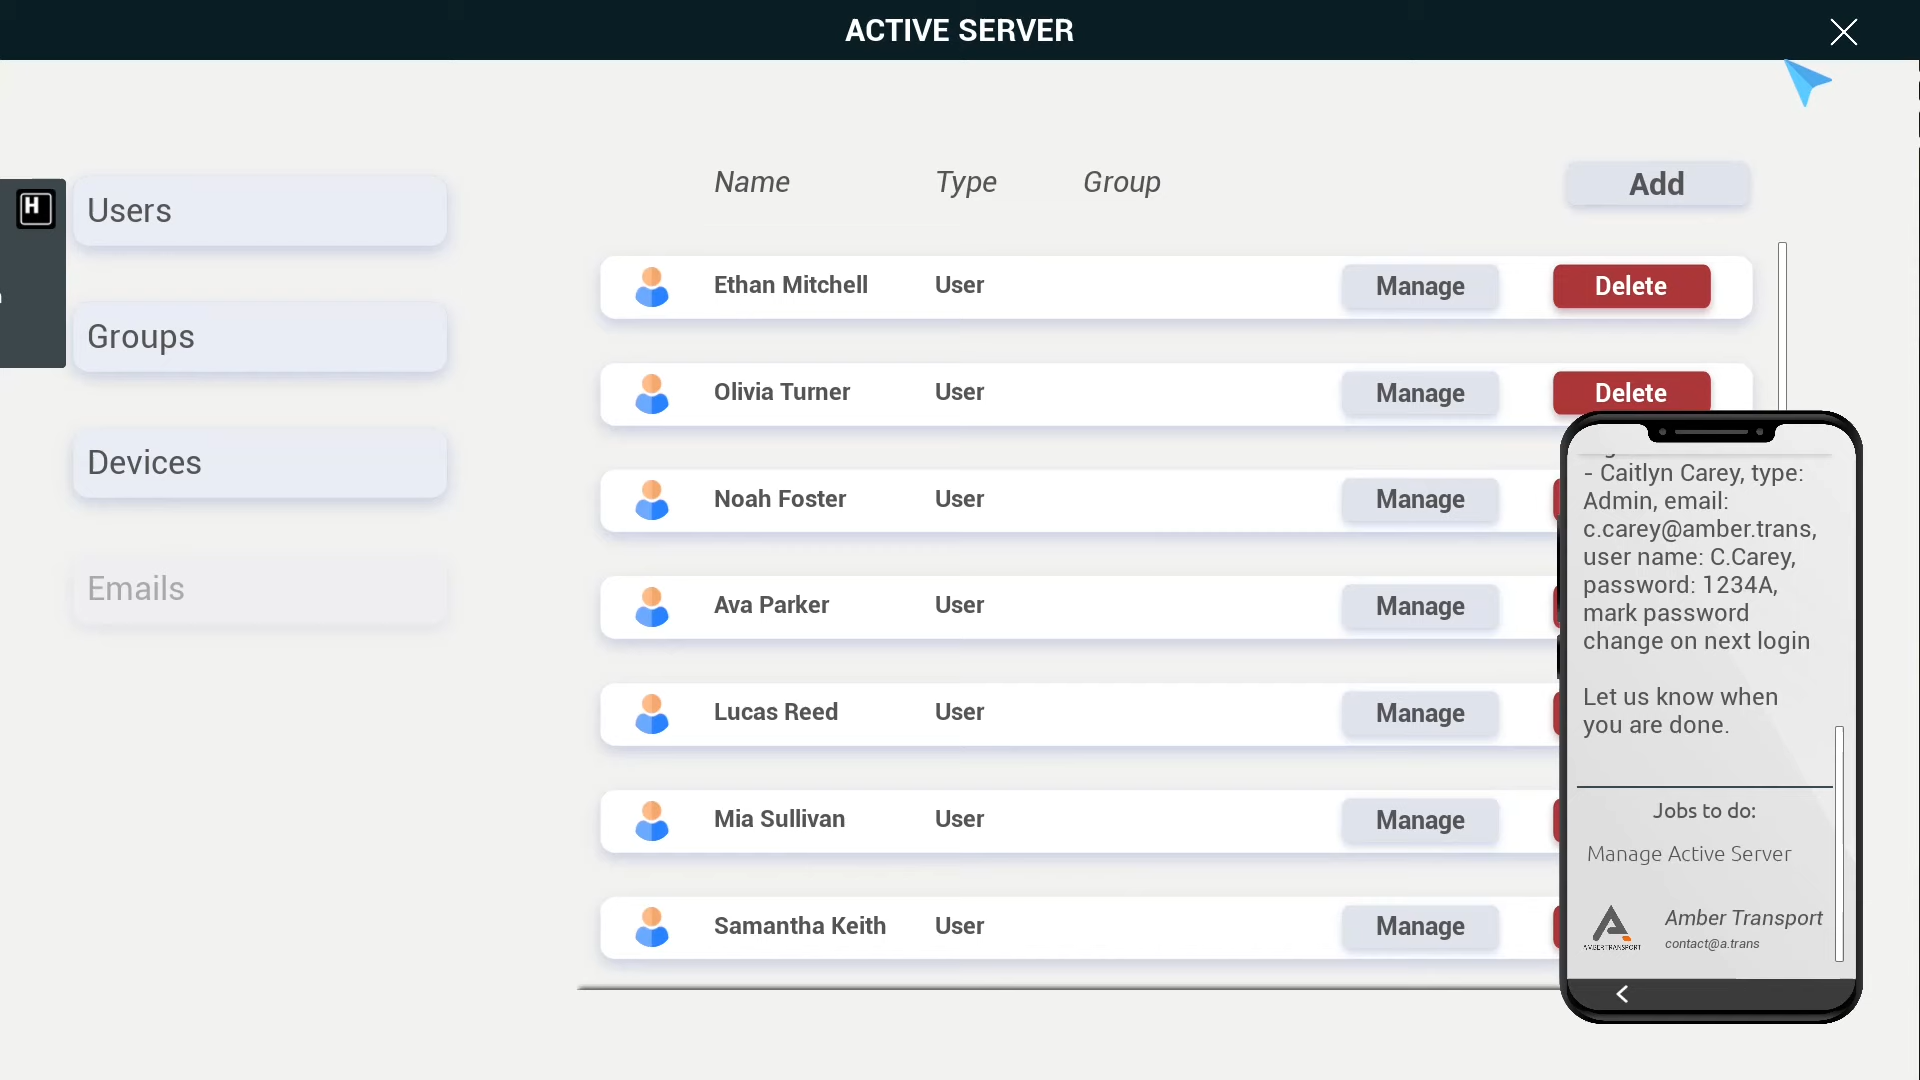 ACTIVE SERVER
Name Type Group Add
H
Users
Groups
Devices
Emails
Ethan Mitchell User Manage Delete
Olivia Turner User Manage Delete
Noah Foster User Manage
Ava Parker User Manage
Lucas Reed User Manage
Mia Sullivan User Manage
Samantha Keith User Manage
- Caitlyn Carey, type:
Admin, email:
c.carey@amber.trans,
user name: C.Carey,
password: 1234A,
mark password
change on next login
Let us know when
you are done.
Jobs to do:
Manage Active Server
Amber Transport
contact@a.trans
AMBER TRANSPORT